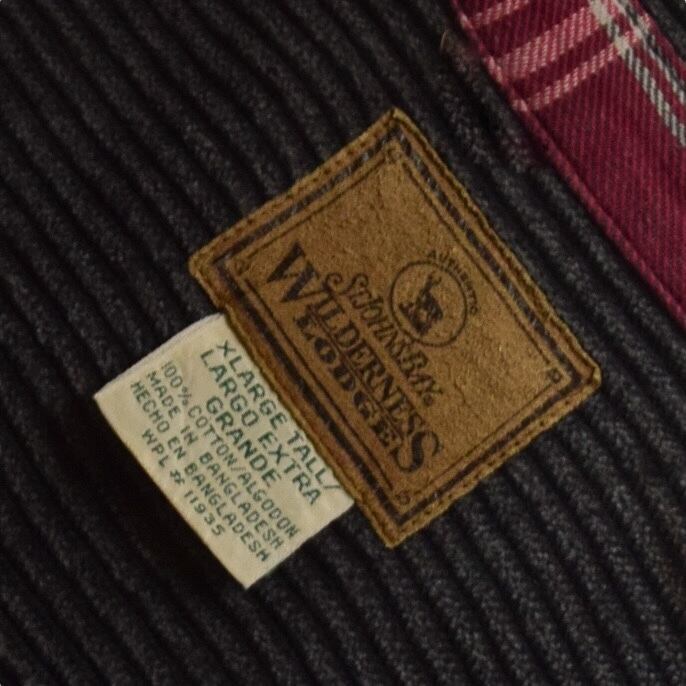 AUTHENTIC
St. JOHN'S BAY
WILDERNESS
LODGE
XLARGE TALL/
LARGO EXTRA
GRANDE
100% COTTON/ALGODON
MADE IN BANGLADESH
HECHO EN BANGLADESH
WPL # 11935